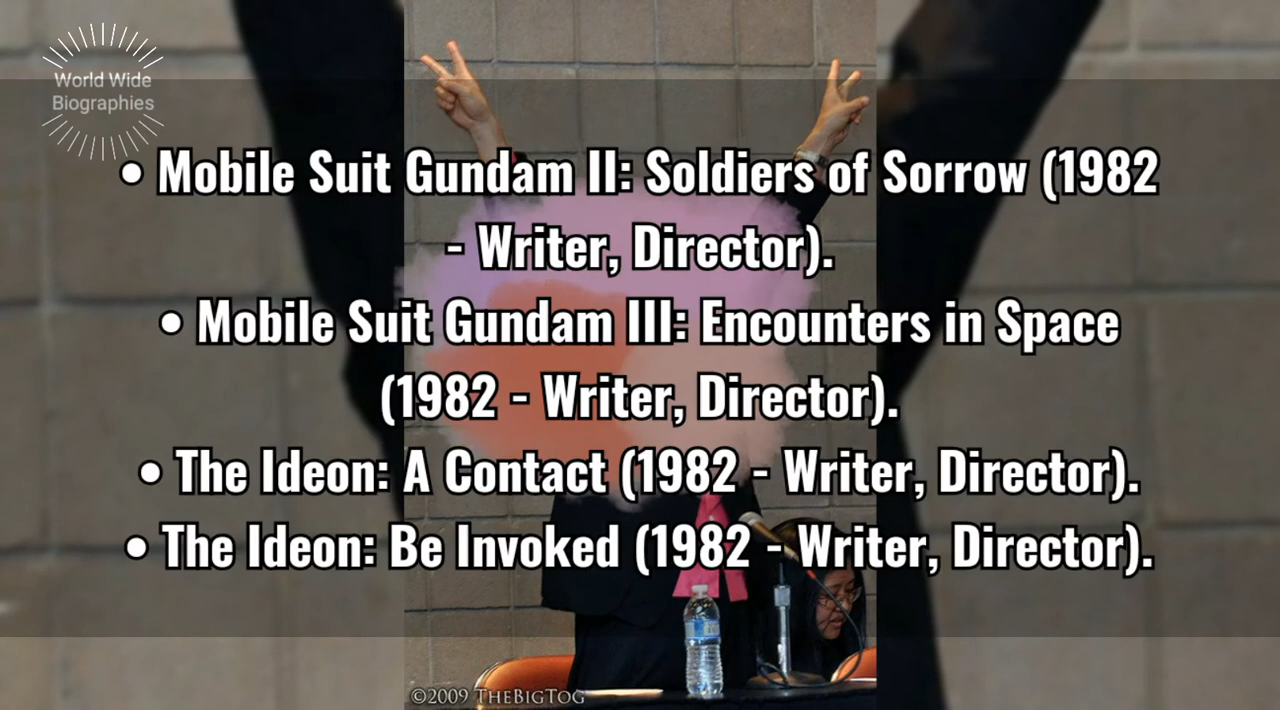 World Wide
Biographies
• Mobile Suit Gundam II: Soldiers of Sorrow (1982
- Writer, Director).
• Mobile Suit Gundam III: Encounters in Space
(1982 - Writer, Director).
• The Ideon: A Contact (1982 - Writer, Director).
• The Ideon: Be Invoked (1982 - Writer, Director).
©2009 TheBigTog